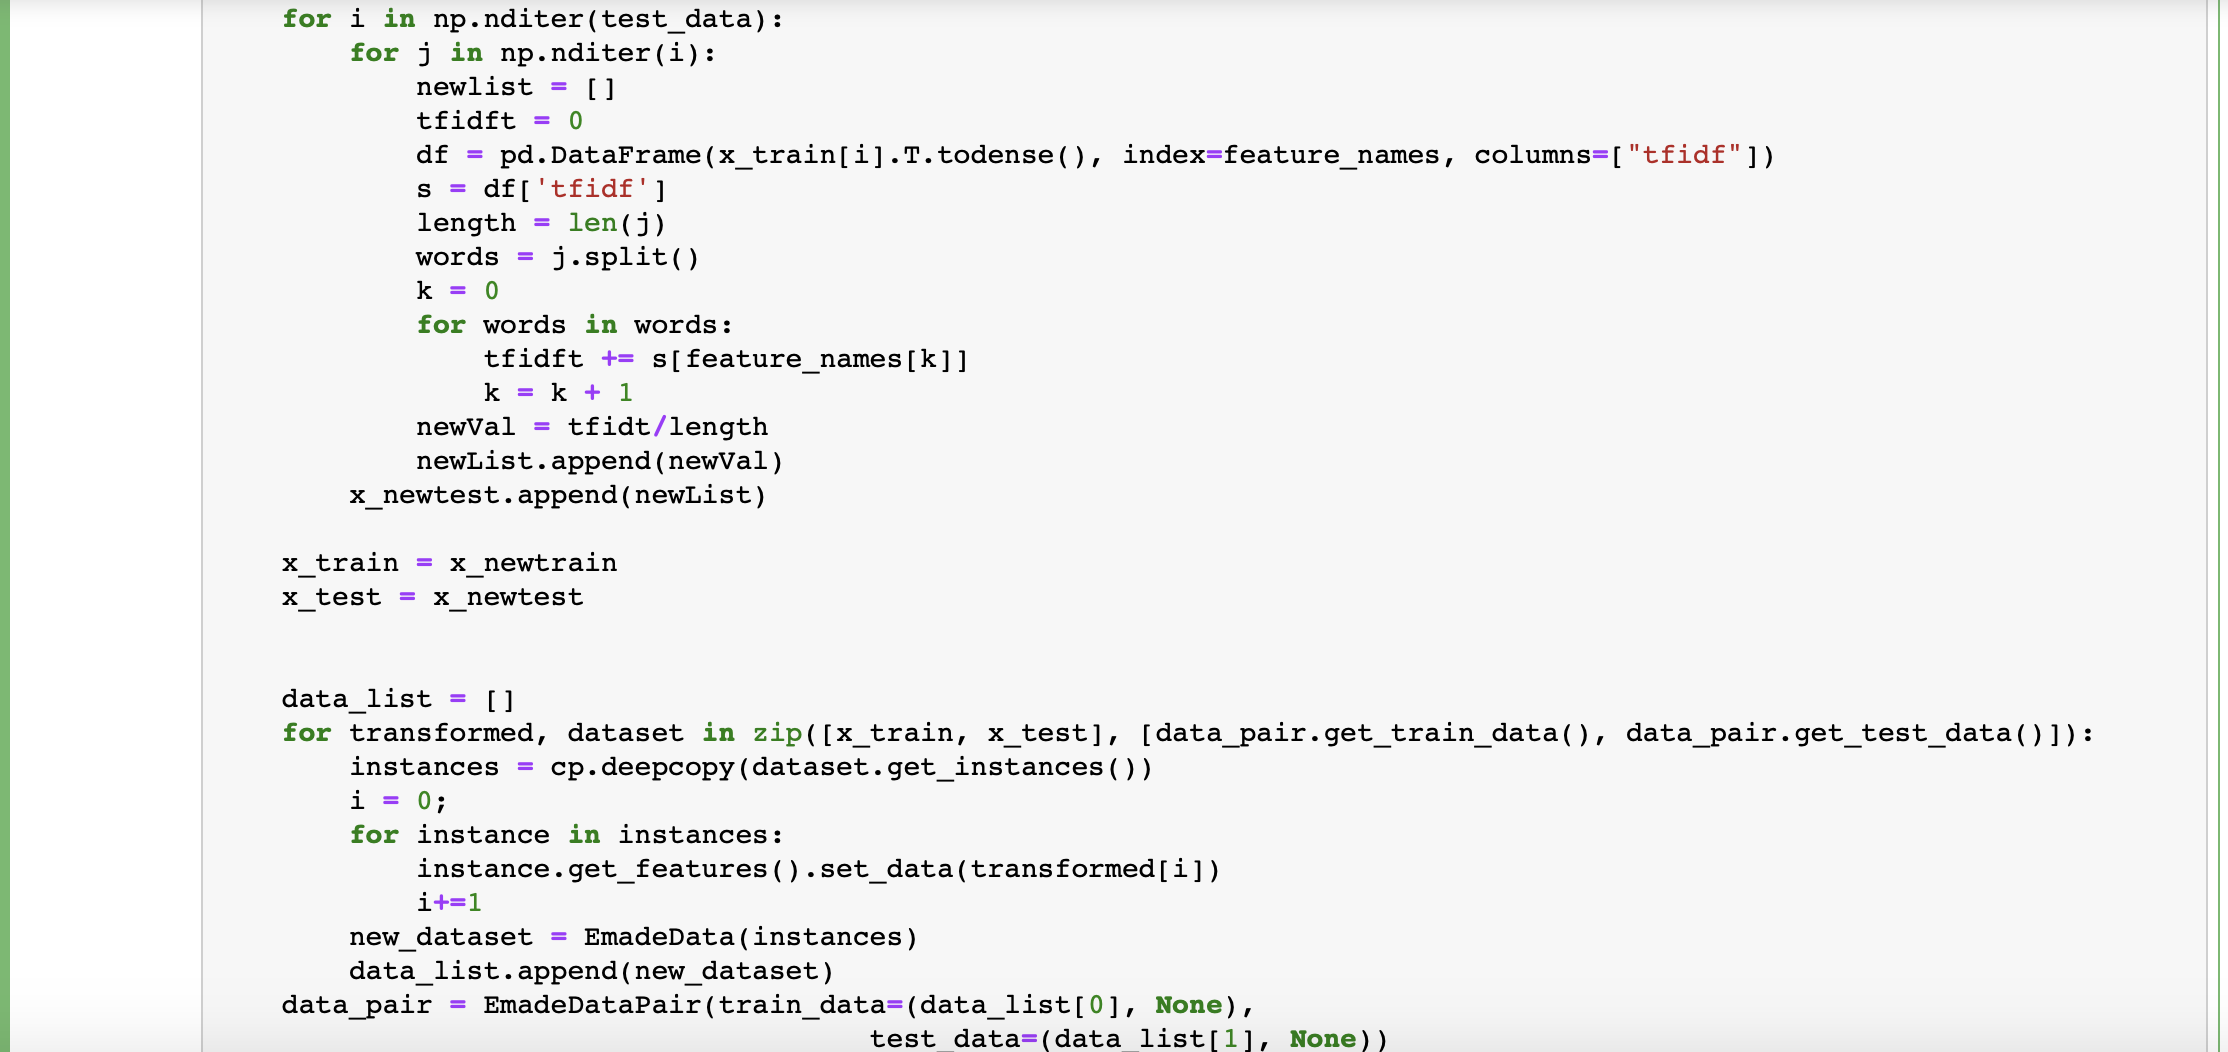 for i in np.nditer(test_data):
    for j in np.nditer(i):
        newlist = []
        tfidft = 0
        df = pd.DataFrame(x_train[i].T.todense(), index=feature_names, columns=["tfidf"])
        s = df['tfidf']
        length = len(j)
        words = j.split()
        k = 0
        for words in words:
            tfidft += s[feature_names[k]]
            k = k + 1
        newVal = tfidt/length
        newList.append(newVal)
    x_newtest.append(newList)

x_train = x_newtrain
x_test = x_newtest


data_list = []
for transformed, dataset in zip([x_train, x_test], [data_pair.get_train_data(), data_pair.get_test_data()]):
    instances = cp.deepcopy(dataset.get_instances())
    i = 0;
    for instance in instances:
        instance.get_features().set_data(transformed[i])
        i+=1
    new_dataset = EmadeData(instances)
    data_list.append(new_dataset)
data_pair = EmadeDataPair(train_data=(data_list[0], None),
                                   test_data=(data_list[1], None))